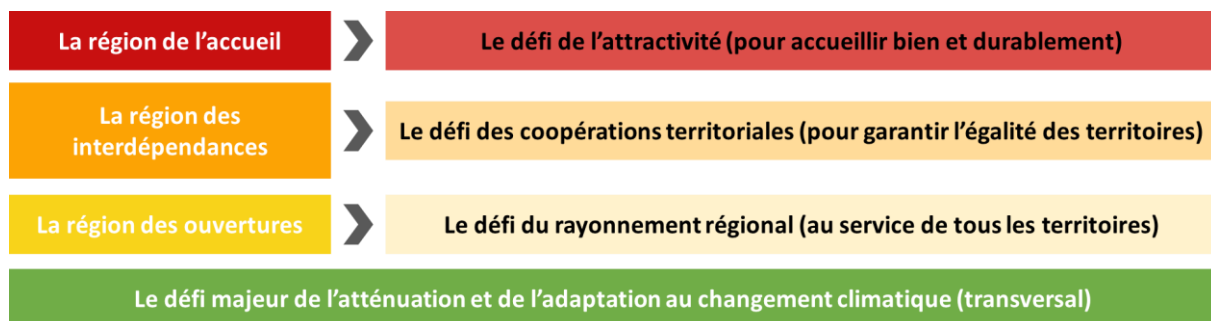 La région de l’accueil
Le défi de l’attractivité (pour accueillir bien et durablement)
La région des
interdépendances
Le défi des coopérations territoriales (pour garantir l’égalité des territoires)
La région des ouvertures
Le défi du rayonnement régional (au service de tous les territoires)
Le défi majeur de l’atténuation et de l’adaptation au changement climatique (transversal)